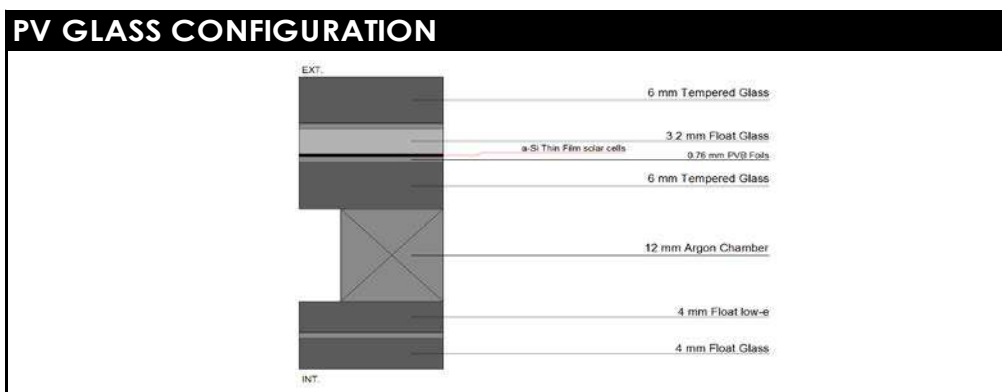 PV GLASS CONFIGURATION
EXT.
6 mm Tempered Glass
3.2 mm Float Glass
a-Si Thin Film solar cells
0.76 mm PVB Foils
6 mm Tempered Glass
12 mm Argon Chamber
4 mm Float low-e
4 mm Float Glass
INT.